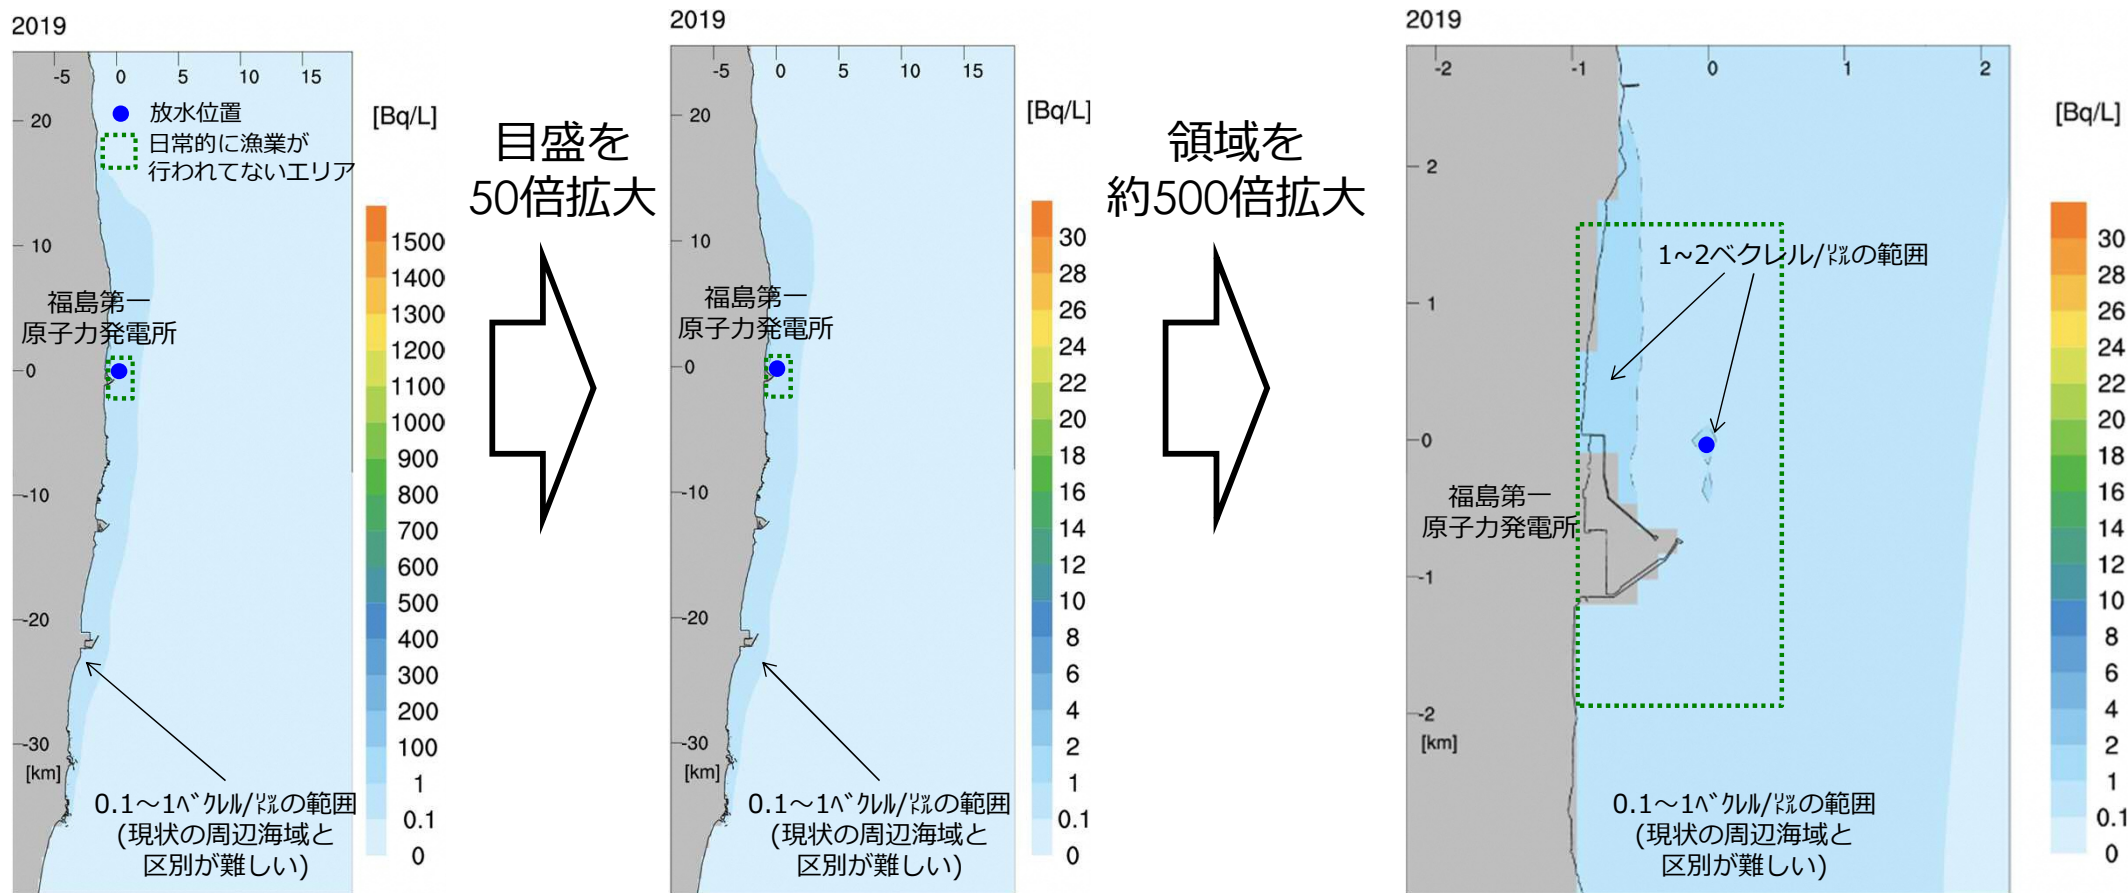 2019
-5 0 5 10 15
放水位置
日常的に漁業が
行われてないエリア
[Bq/L]
20
10
0
-10
-20
-30
[km]
福島第一
原子力発電所
1500
1400
1300
1200
1100
1000
900
800
700
600
500
400
300
200
100
1
0.1
0
0.1～1ﾍﾞｸﾚﾙ/㍑の範囲
(現状の周辺海域と
区別が難しい)
目盛を
50倍拡大
2019
-5 0 5 10 15
[Bq/L]
20
10
0
-10
-20
-30
[km]
福島第一
原子力発電所
30
28
26
24
22
20
18
16
14
12
10
8
6
4
2
1
0.1
0
0.1～1ﾍﾞｸﾚﾙ/㍑の範囲
(現状の周辺海域と
区別が難しい)
領域を
約500倍拡大
2019
-2 -1 0 1 2
[Bq/L]
2
1
0
-1
-2
[km]
1~2ベクレル/㍑の範囲
福島第一
原子力発電所
30
28
26
24
22
20
18
16
14
12
10
8
6
4
2
1
0.1
0
0.1～1ﾍﾞｸﾚﾙ/㍑の範囲
(現状の周辺海域と
区別が難しい)